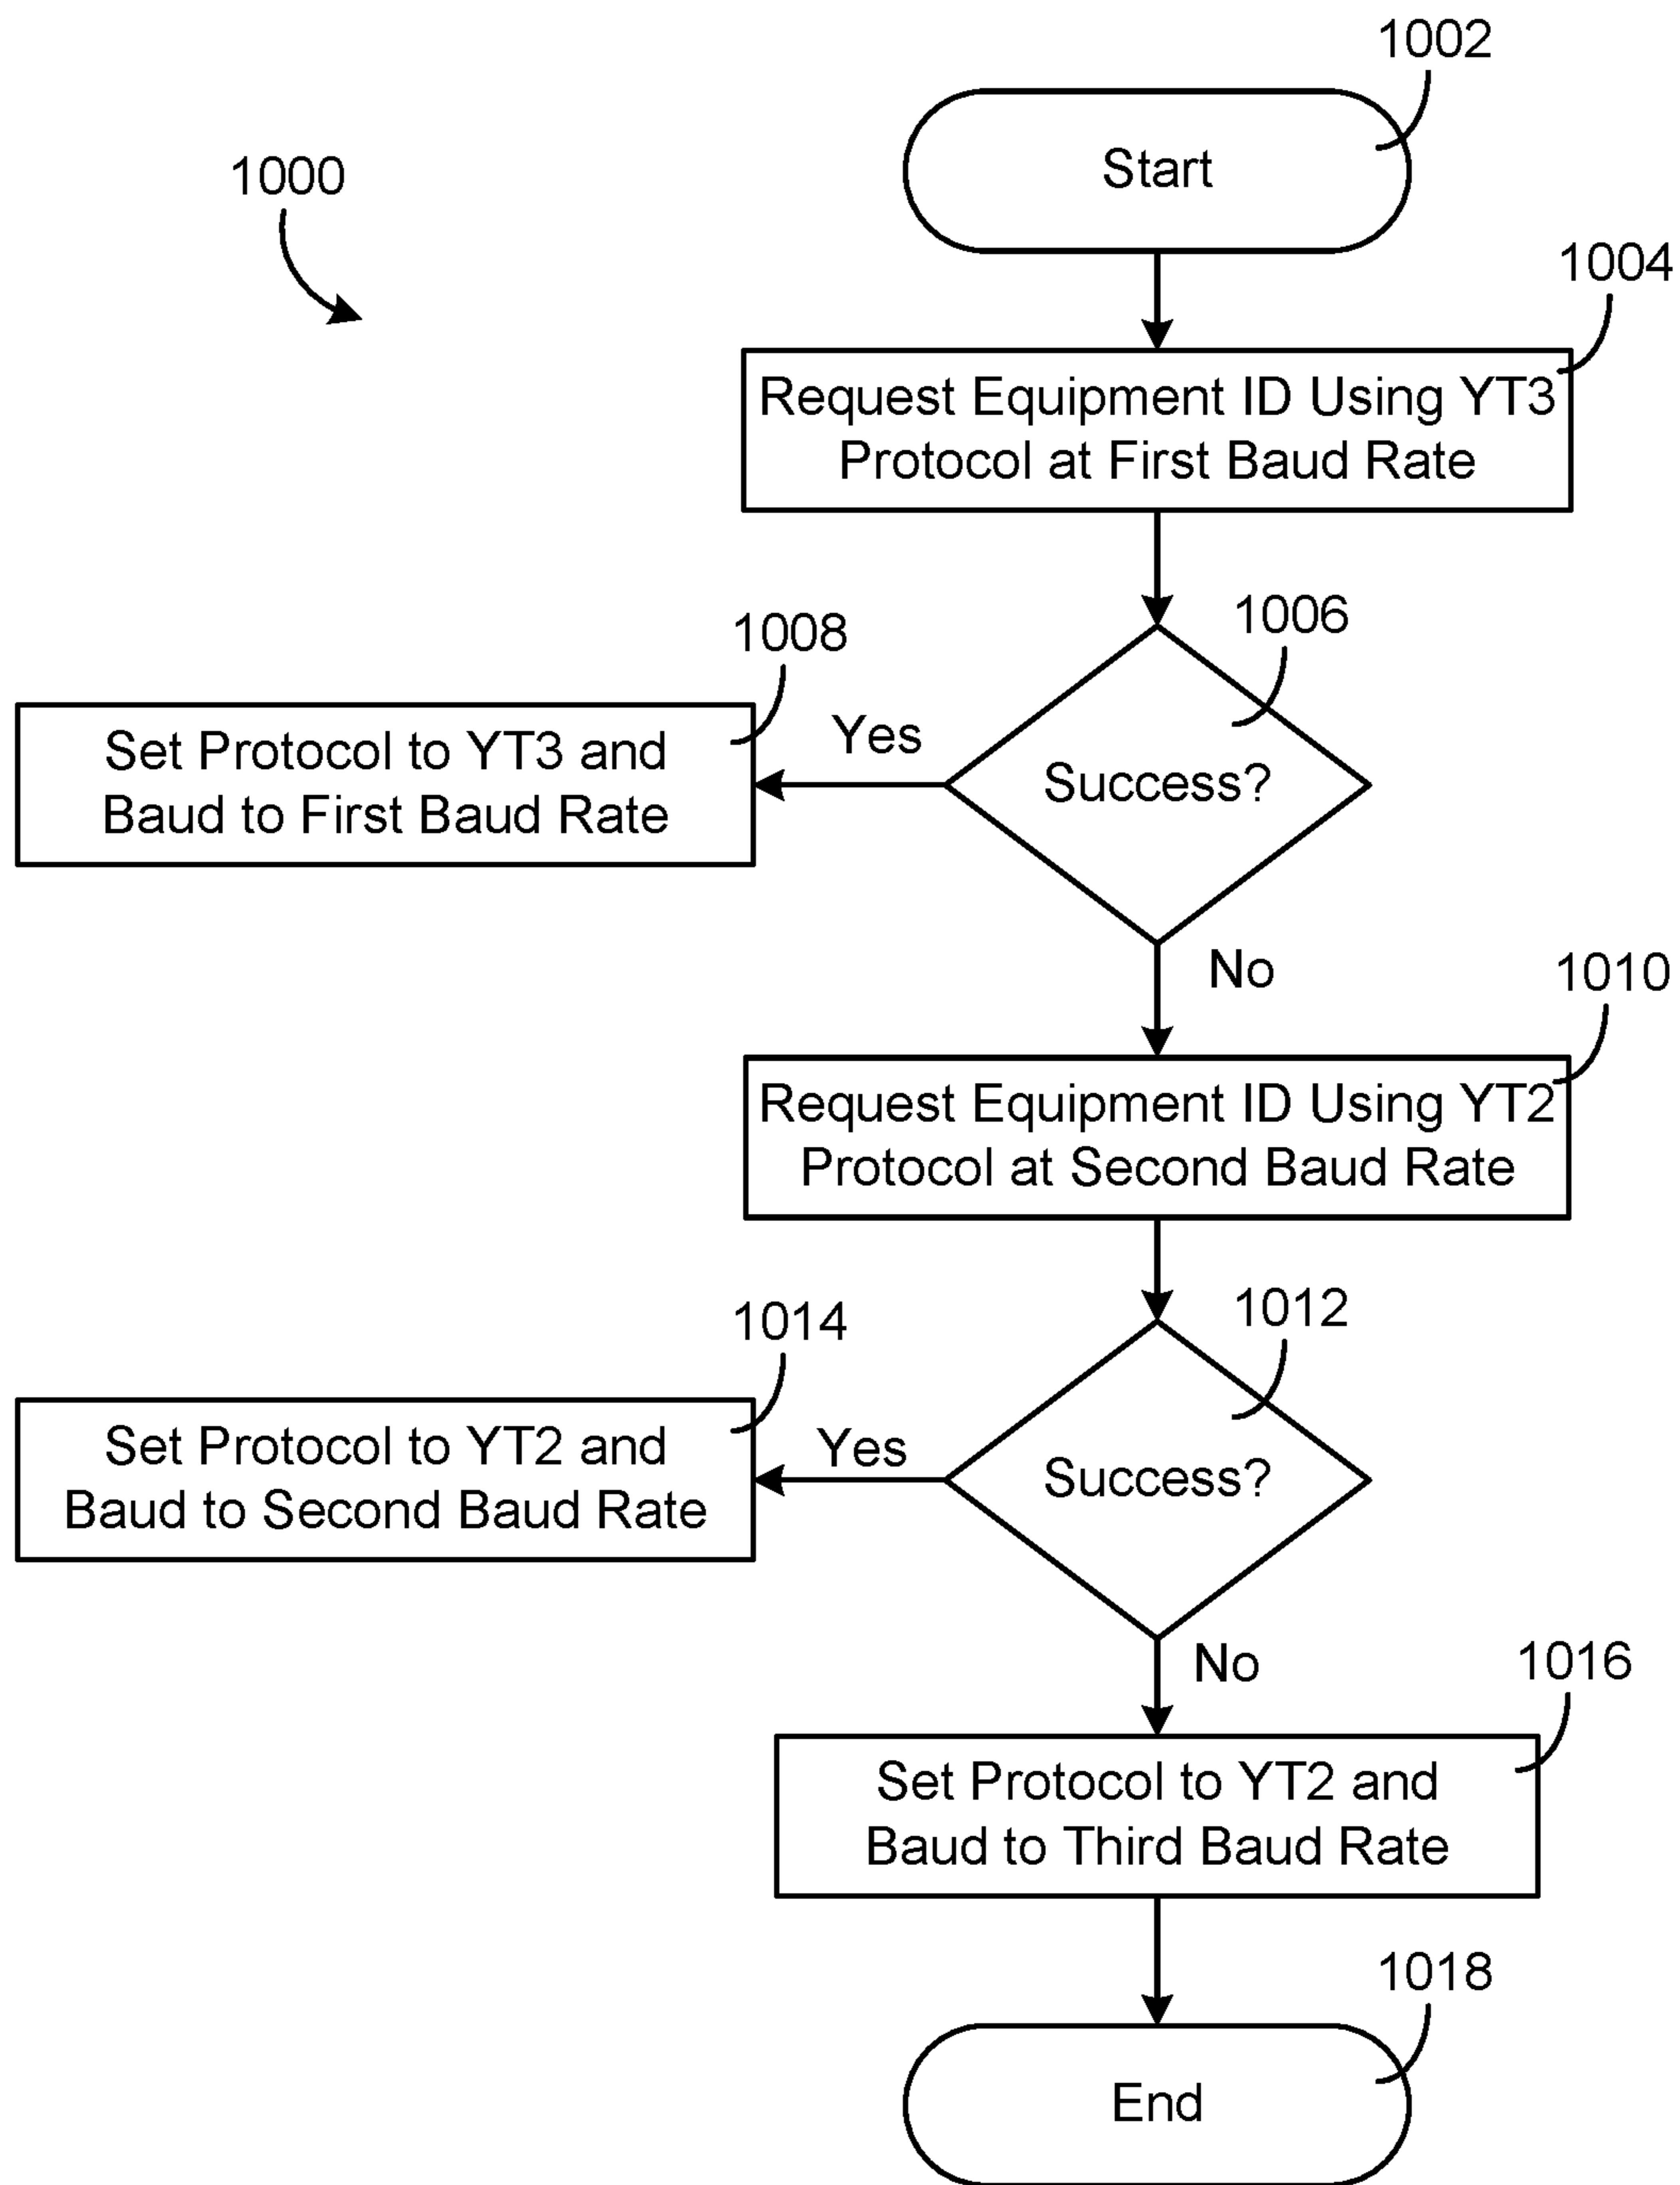 1002
Start
1000
1004
Request Equipment ID Using YT3
Protocol at First Baud Rate
1006
Success?
1008
Yes
Set Protocol to YT3 and
Baud to First Baud Rate
No
1010
Request Equipment ID Using YT2
Protocol at Second Baud Rate
1012
Success?
1014
Yes
Set Protocol to YT2 and
Baud to Second Baud Rate
No
1016
Set Protocol to YT2 and
Baud to Third Baud Rate
1018
End